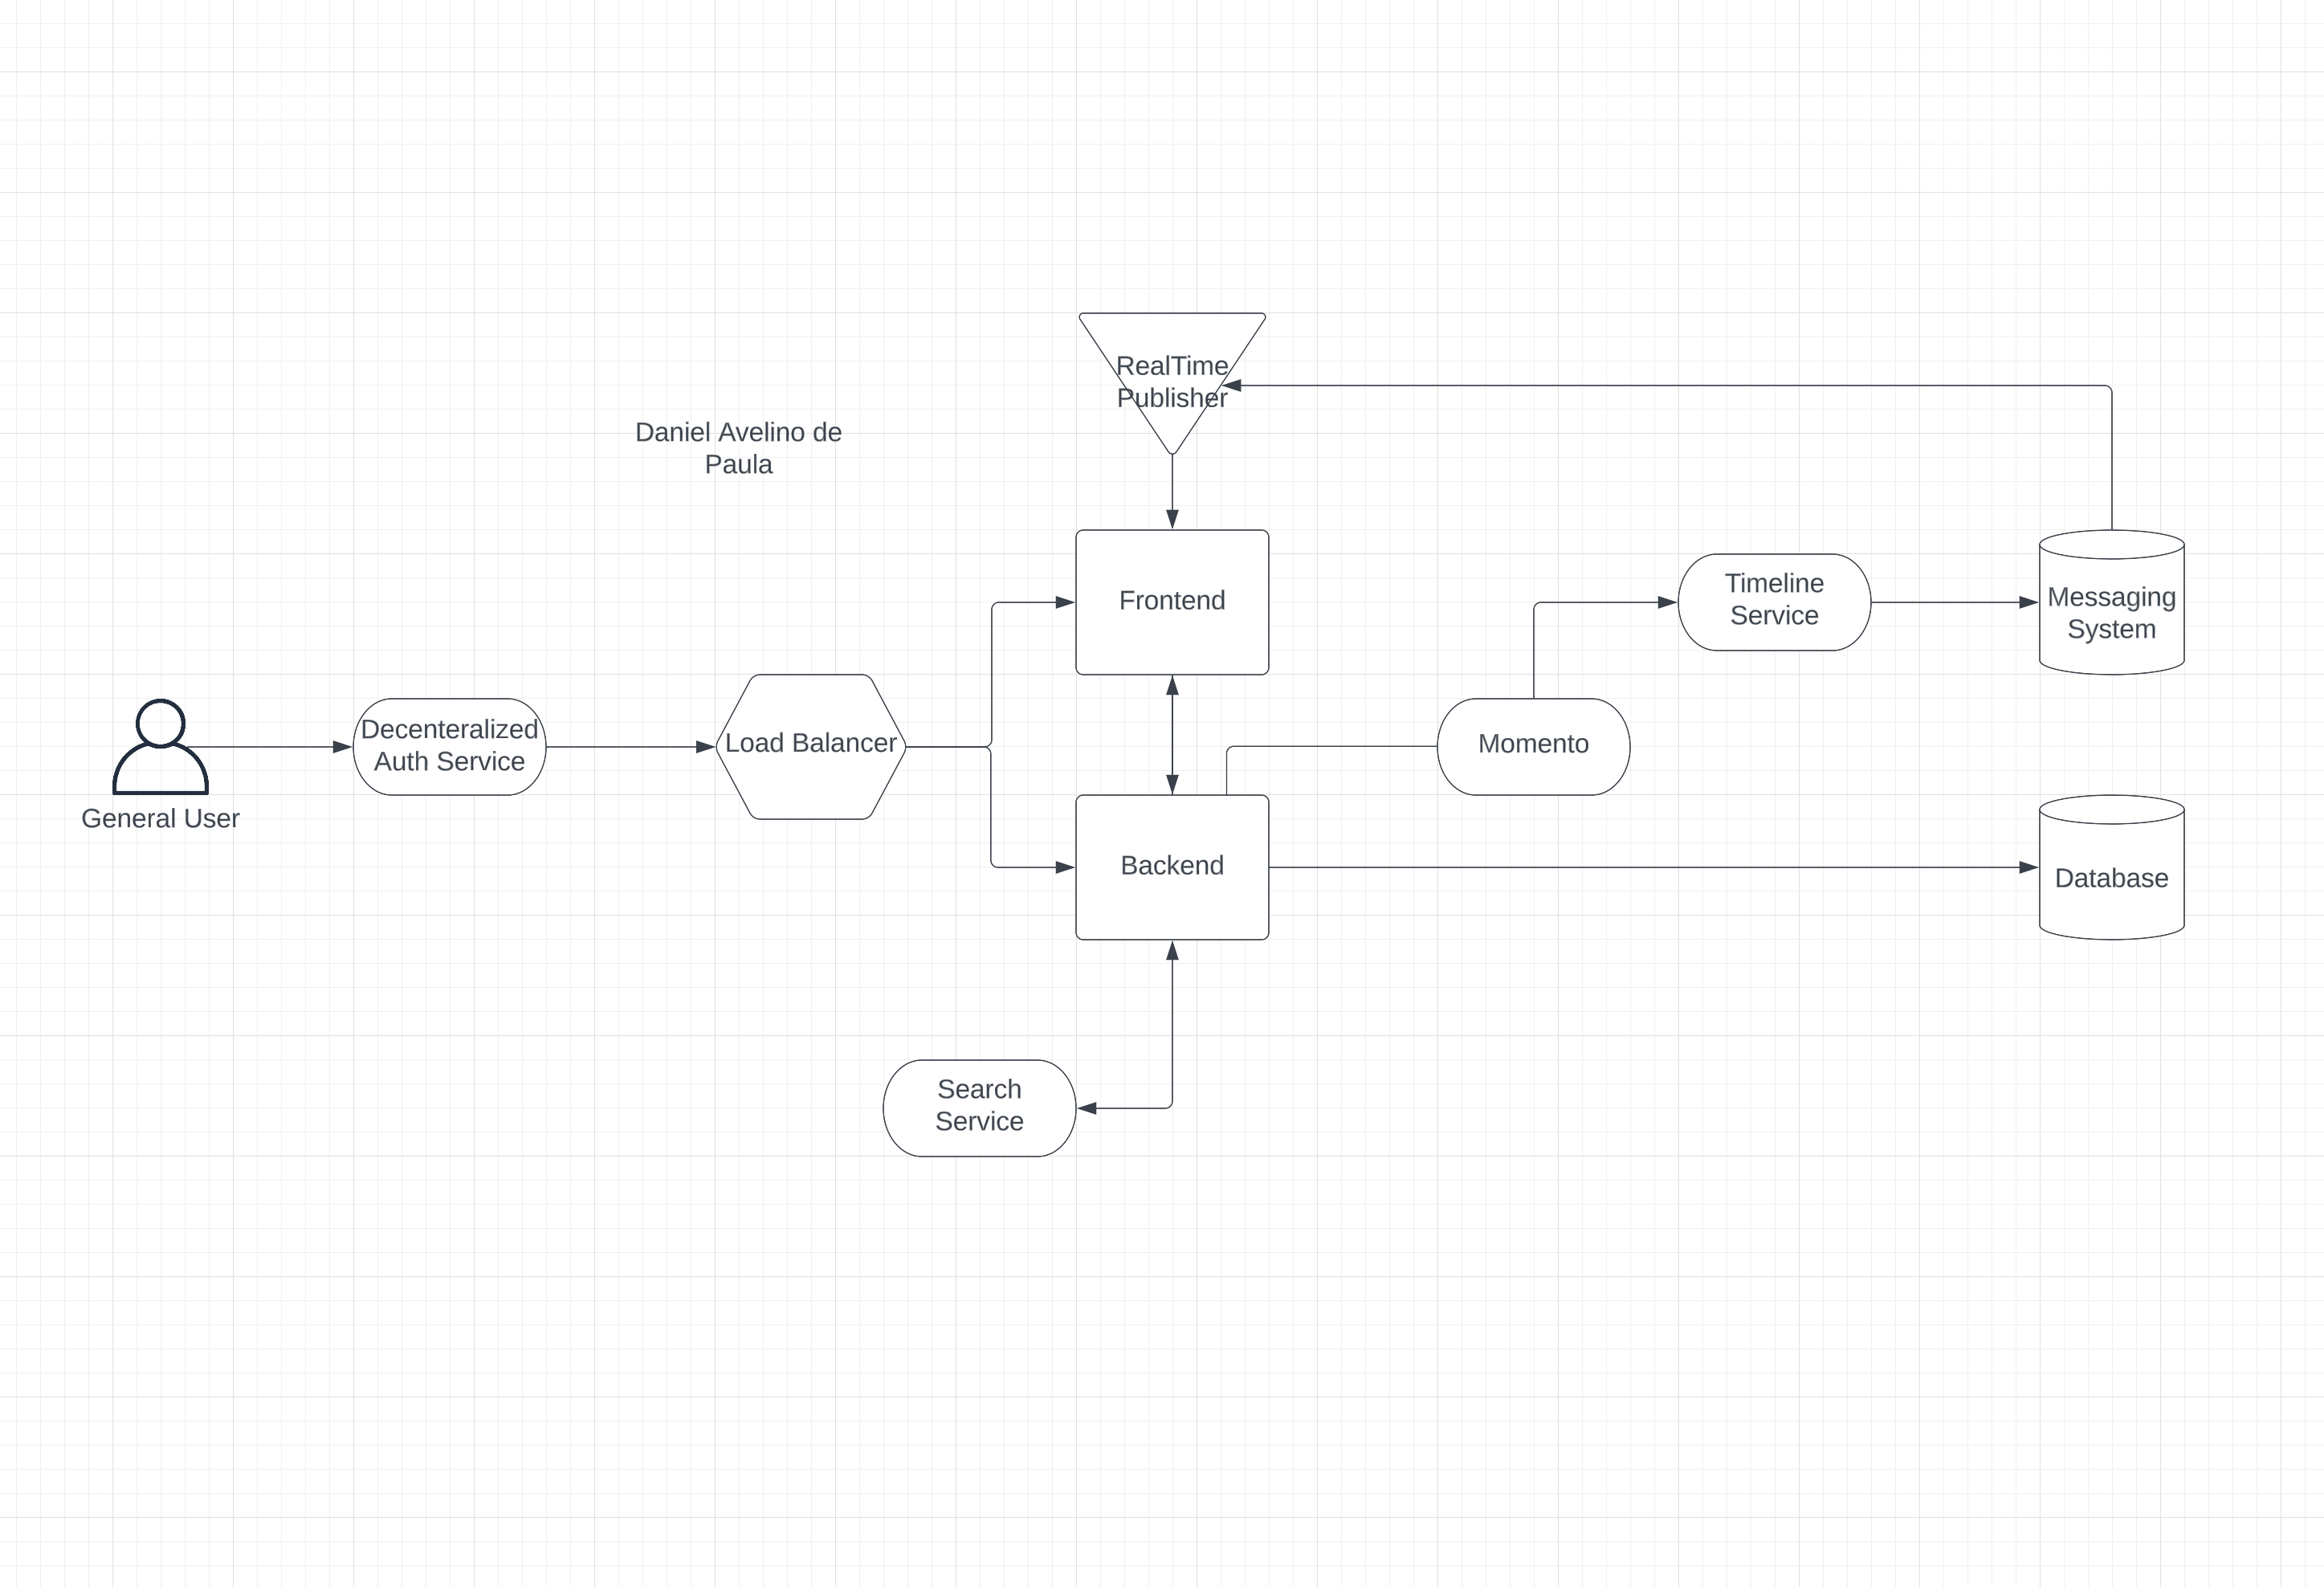 RealTime
Publisher
Daniel Avelino de
Paula
Frontend
Timeline
Service
Messaging
System
Decenteralized
Auth Service
Load Balancer
Momento
General User
Backend
Database
Search
Service